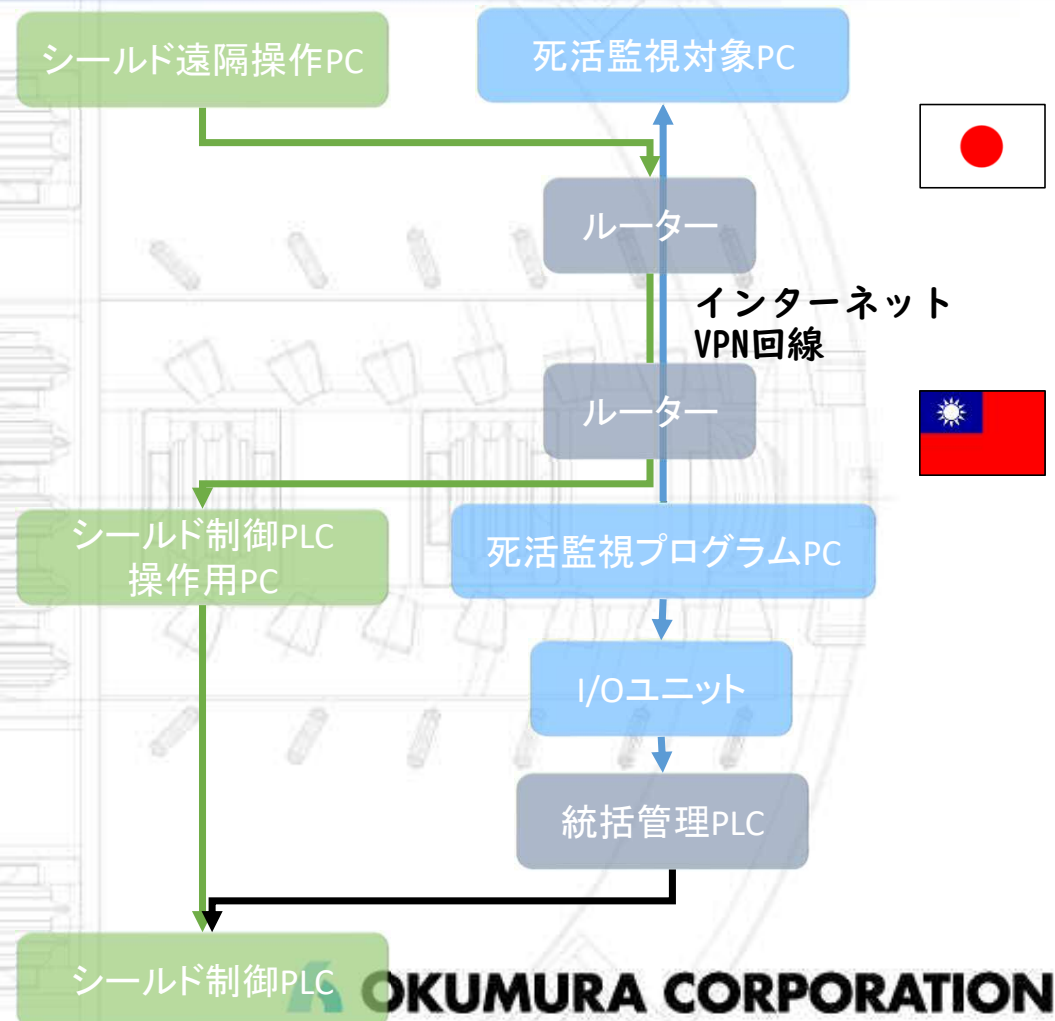 シールド遠隔操作PC
死活監視対象PC
ルーター
インターネット
VPN回線
ルーター
シールド制御PLC
操作用PC
死活監視プログラムPC
I/Oユニット
統括管理PLC
シールド制御PLC
OKUMURA CORPORATION